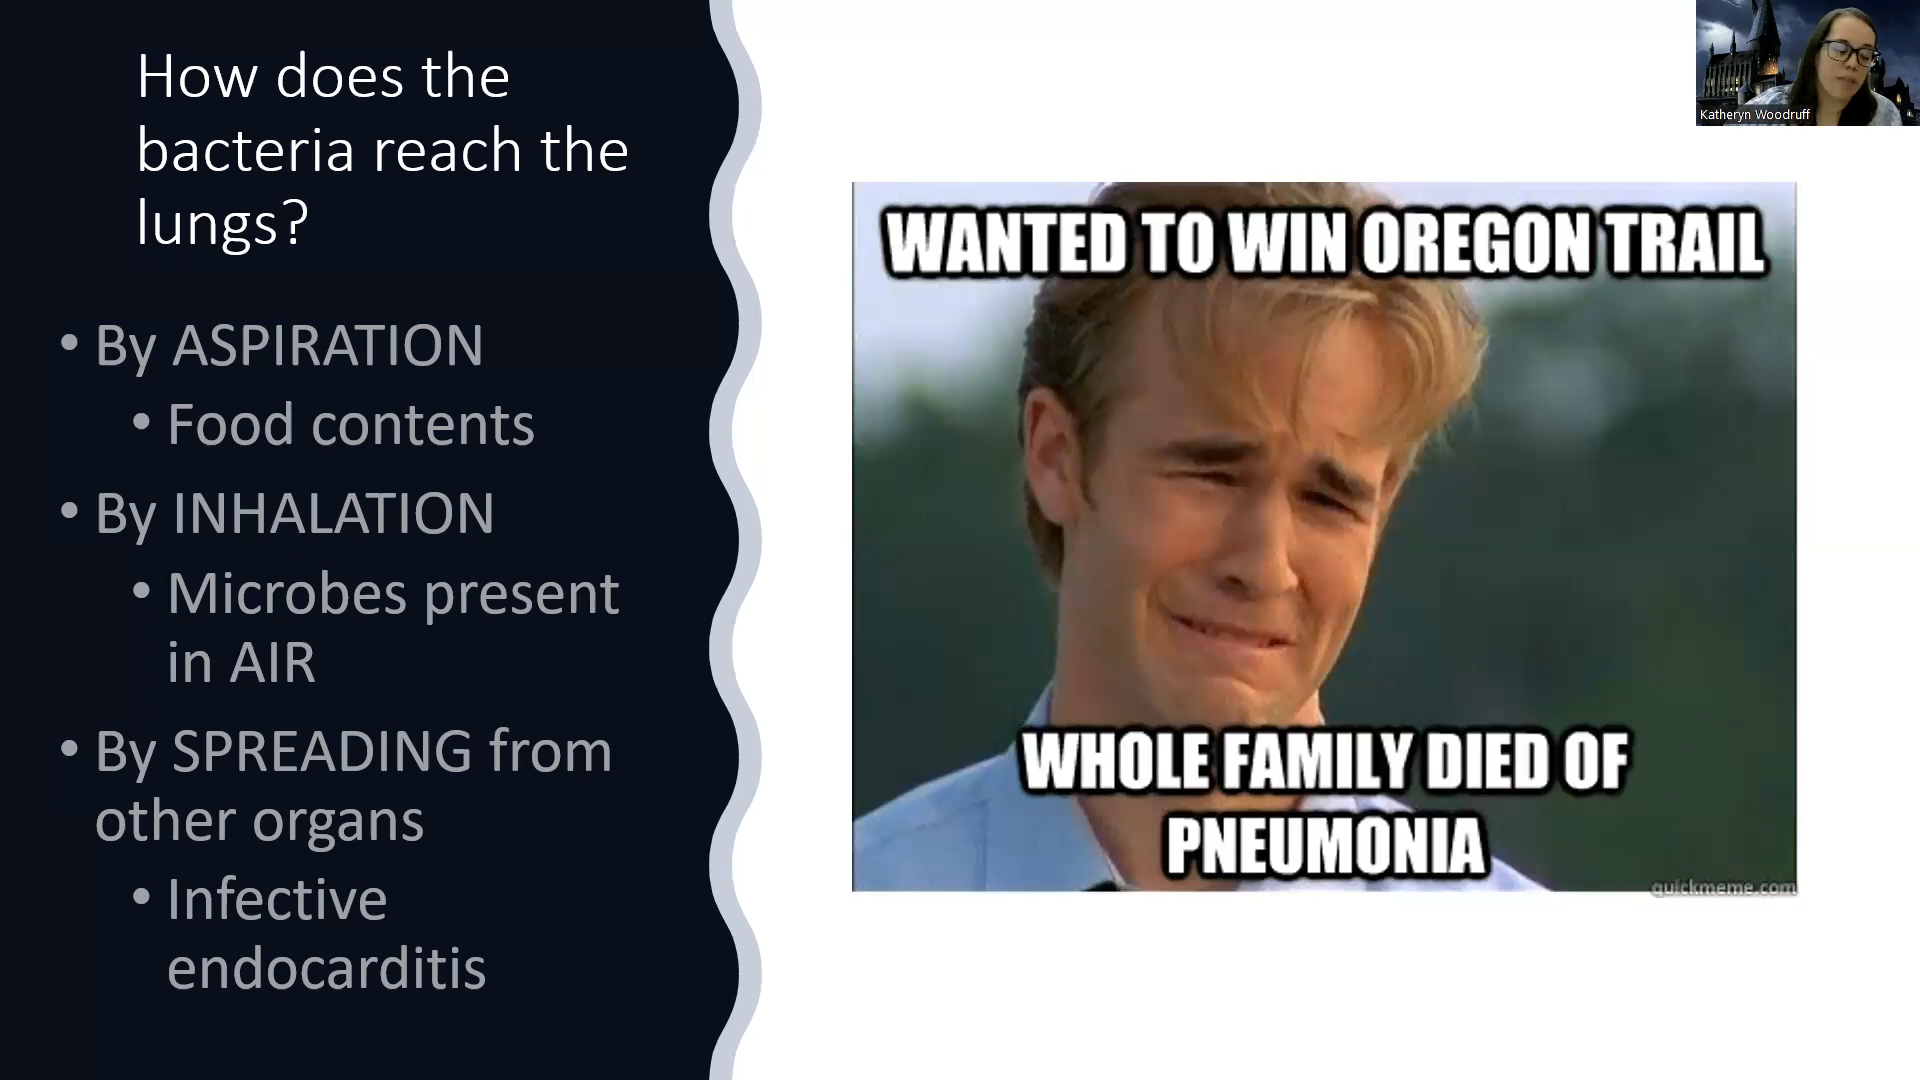 How does the
bacteria reach the
lungs?
• By ASPIRATION
• Food contents
• By INHALATION
• Microbes present
in AIR
• By SPREADING from
other organs
• Infective
endocarditis
Katheryn Woodruff
WANTED TO WIN OREGON TRAIL
WHOLE FAMILY DIED OF
PNEUMONIA
quickmeme.com